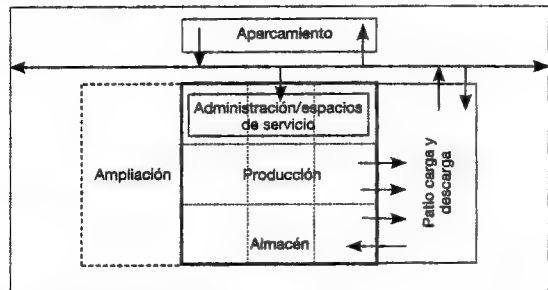 Aparcamiento
Administración/espacios
de servicio
Ampliación
Producción
Patio carga y
descarga
Almacén